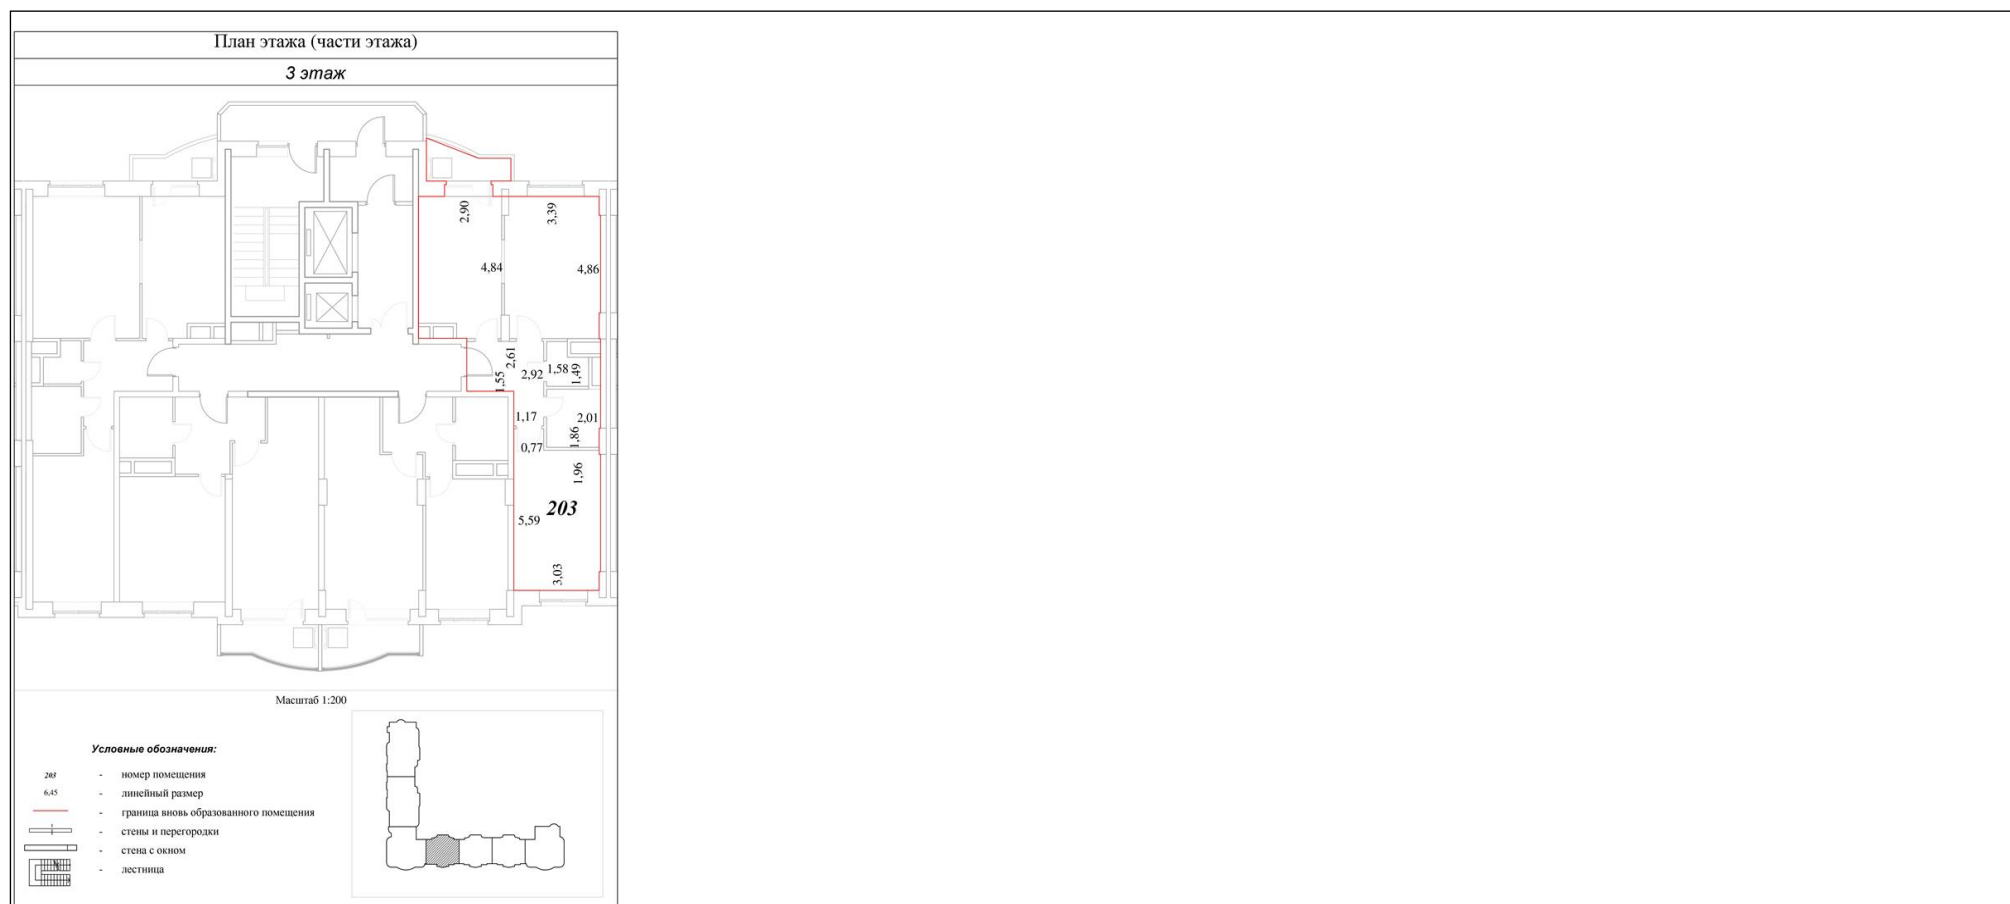 План этажа (части этажа)
3 этаж
2,90
3,39
4,84
4,86
2,61
1,55
2,92
1,58
1,49
1,17
2,01
1,86
0,77
1,96
203
5,59
3,03
Масштаб 1:200
Условные обозначения:
203 - номер помещения
6,45 - линейный размер
- граница вновь образованного помещения
- стены и перегородки
- стена с окном
- лестница